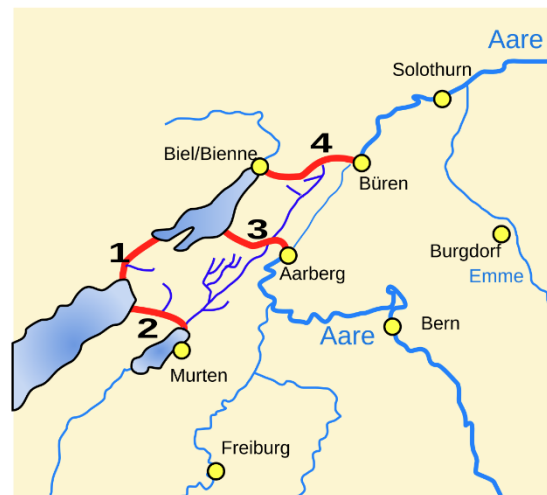 Aare
Solothurn
4
Biel/Bienne
Büren
1
3
Burgdorf
Aarberg
Emme
2
Aare
Bern
Murten
Freiburg